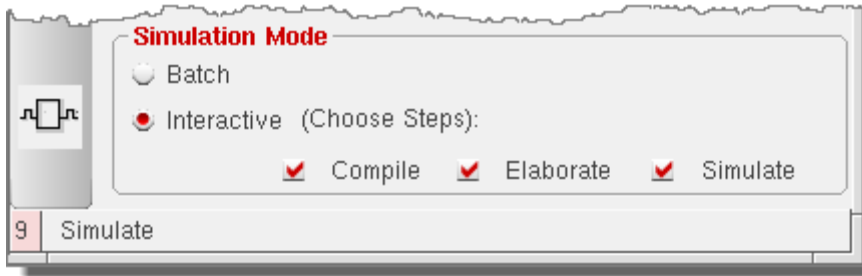 Simulation Mode
Batch
Interactive (Choose Steps):
Compile Elaborate Simulate
9 Simulate